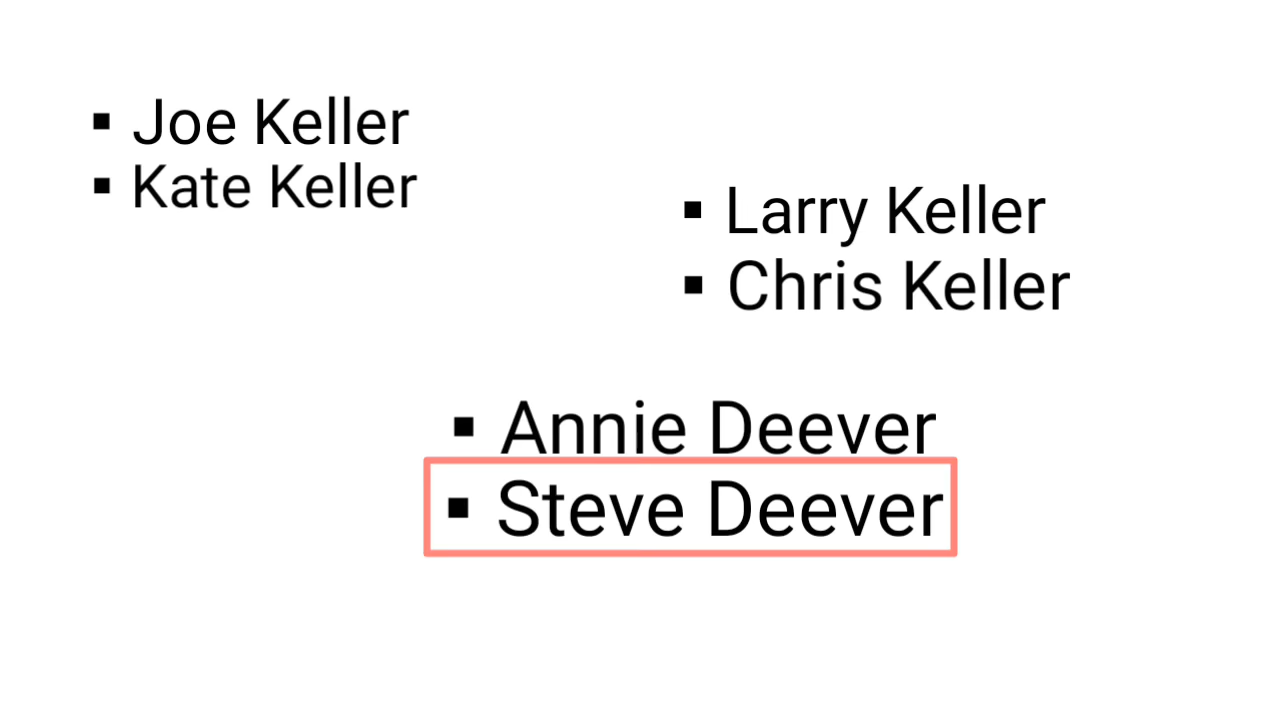 ▪ Joe Keller
▪ Kate Keller
▪ Larry Keller
▪ Chris Keller
▪ Annie Deever
▪ Steve Deever